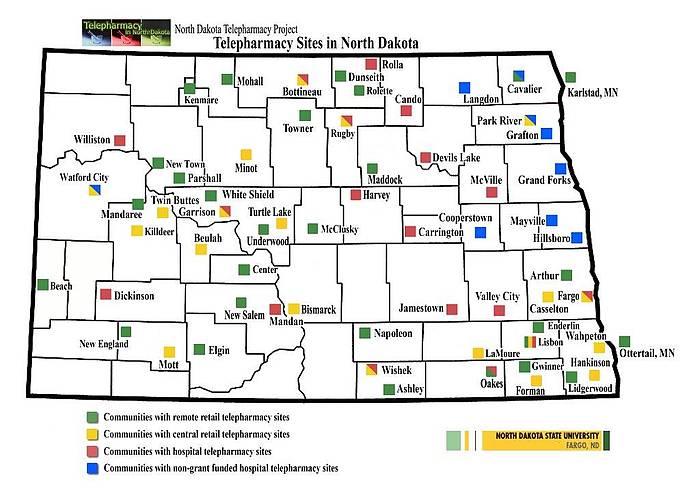 Telepharmacy
in North Dakota
North Dakota Telepharmacy Project
Telepharmacy Sites in North Dakota
Rolla
Mohall
Dunseith
Cavalier
Karlstad, MN
Bottineau
Rolette
Kenmare
Langdon
Cando
Towner
Rugby
Park River
Grafton
Williston
Minot
Devils Lake
New Town
Watford City
Parshall
Maddock
McVille
Grand Forks
White Shield
Harvey
Twin Buttes
Mandaree
Garrison
Turtle Lake
Cooperstown
Mayville
Killdeer
McClusky
Carrington
Beulah
Underwood
Hillsboro
Center
Arthur
Beach
Dickinson
Valley City
Fargo
New Salem
Bismarck
Jamestown
Casselton
Mandan
Enderlin
New England
Napoleon
Lisbon
Wahpeton
Elgin
LaMoure
Ottertail, MN
Mott
Wishek
Gwinner
Hankinson
Oakes
Ashley
Forman
Lidgerwood
Communities with remote retail telepharmacy sites
Communities with central retail telepharmacy sites
Communities with hospital telepharmacy sites
Communities with non-grant funded hospital telepharmacy sites
NORTH DAKOTA STATE UNIVERSITY
FARGO, ND